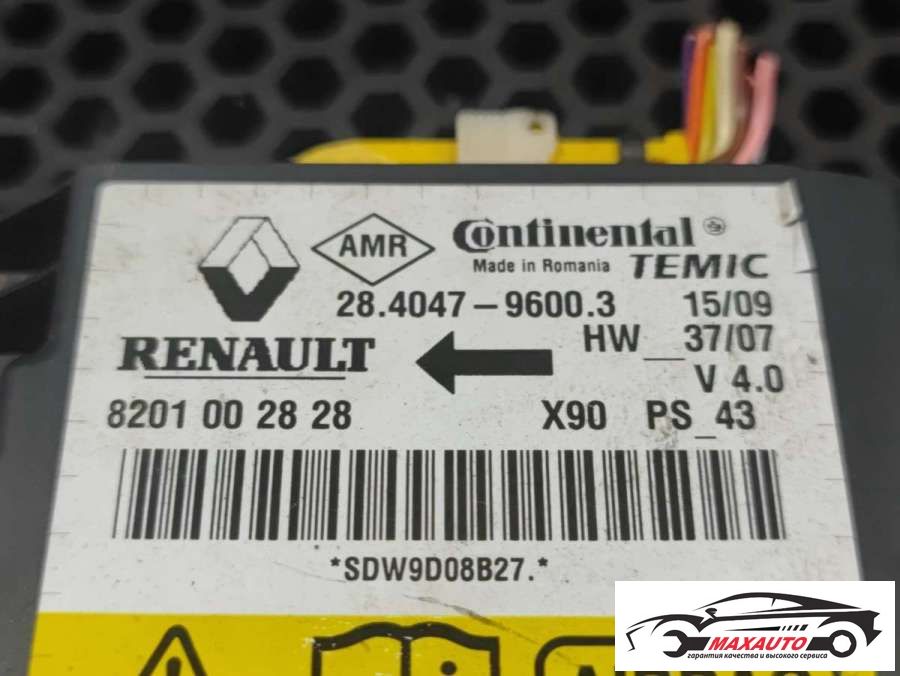 AMR
Continental
Made in Romania TEMIC
28.4047-9600.3 15/09
RENAULT
HW__37/07
V 4.0
8201 00 28 28 X90 PS_43
*SDW9D08B27.*
MAXAUTO
гарантия качества и высокого сервиса